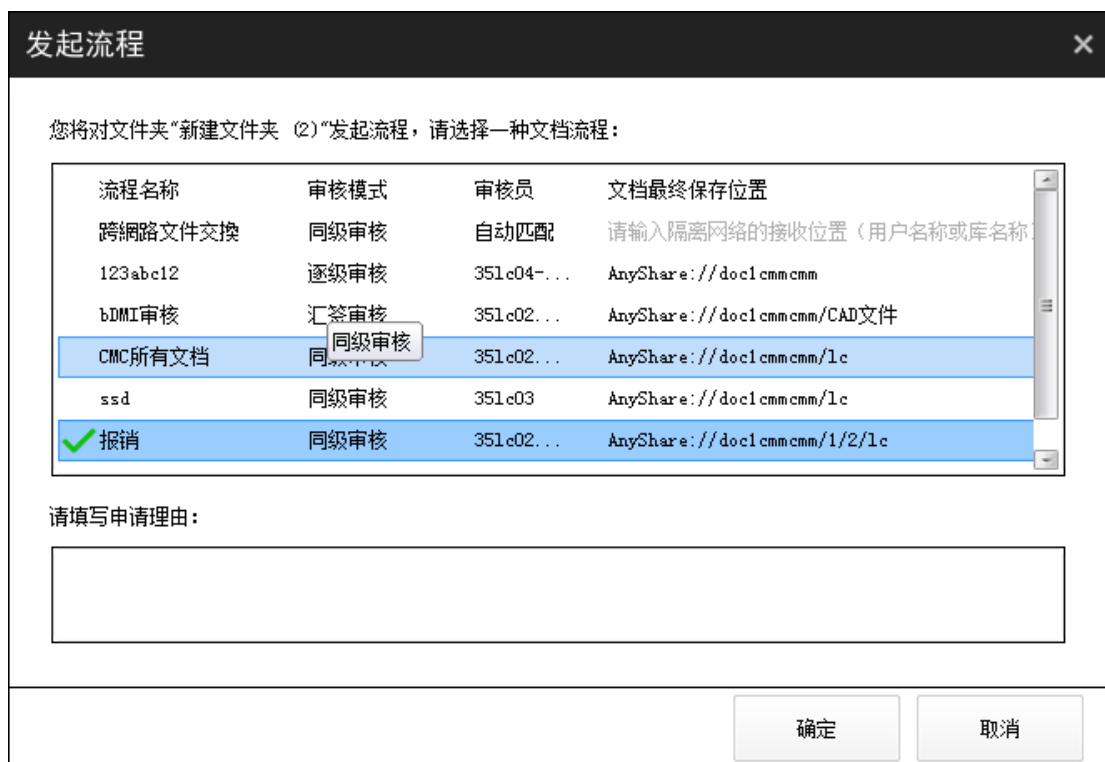 发起流程
您将对文件夹“新建文件夹 (2)”发起流程，请选择一种文档流程：
流程名称 审核模式 审核员 文档最终保存位置
跨網路文件交換 同级审核 自动匹配 请输入隔离网络的接收位置（用户名称或库名称
123abc12 逐级审核 351c04-... AnyShare://doc1cmmcmm
bDMI审核 汇签审核 351c02... AnyShare://doc1cmmcmm/CAD文件
同级审核
CMC所有文档 351c02... AnyShare://doc1cmmcmm/lc
ssd 同级审核 351c03 AnyShare://doc1cmmcmm/lc
报销 同级审核 351c02... AnyShare://doc1cmmcmm/1/2/lc
请填写申请理由：
确定 取消